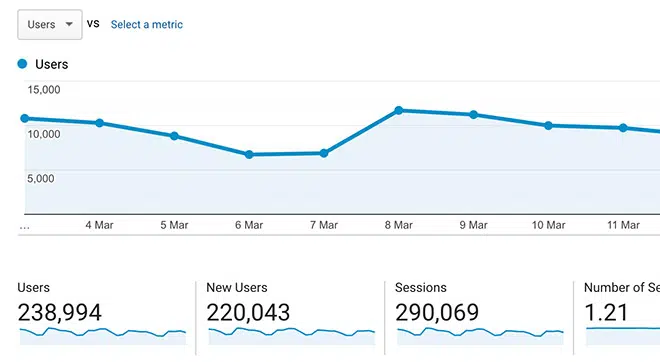 Users vs Select a metric
Users
15,000
10,000
5,000
... 4 Mar 5 Mar 6 Mar 7 Mar 8 Mar 9 Mar 10 Mar 11 Mar
Users New Users Sessions Number of Se
238,994 220,043 290,069 1.21